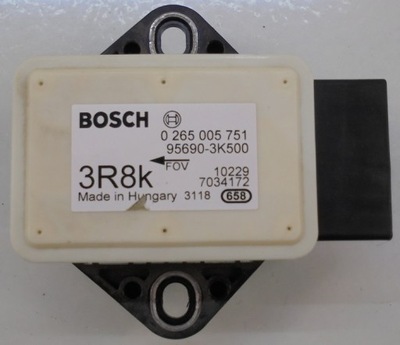 BOSCH
0 265 005 751
95690-3K500
FOV
3R8k
10229
7034172
Made in Hungary 3118 658